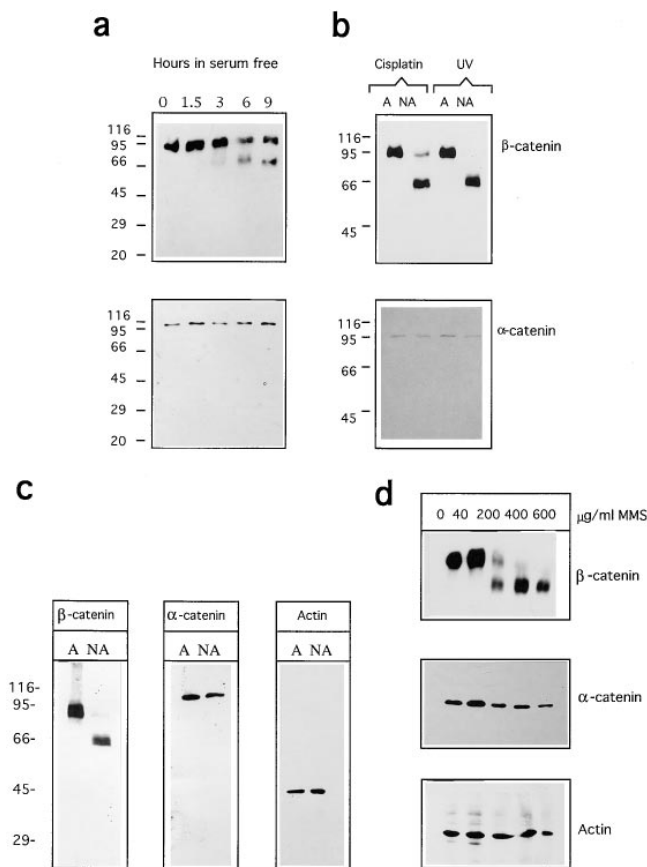 a
Hours in serum free
0 1.5 3 6 9
116
95
66
45
29
20
116
95
66
45
29
20
b
Cisplatin UV
A NA A NA
116
95
66
45
β-catenin
116
95
66
45
α-catenin
c
β-catenin α-catenin Actin
A NA A NA A NA
116-
95-
66-
45-
29-
d
0 40 200 400 600 μg/ml MMS
β-catenin
α-catenin
Actin